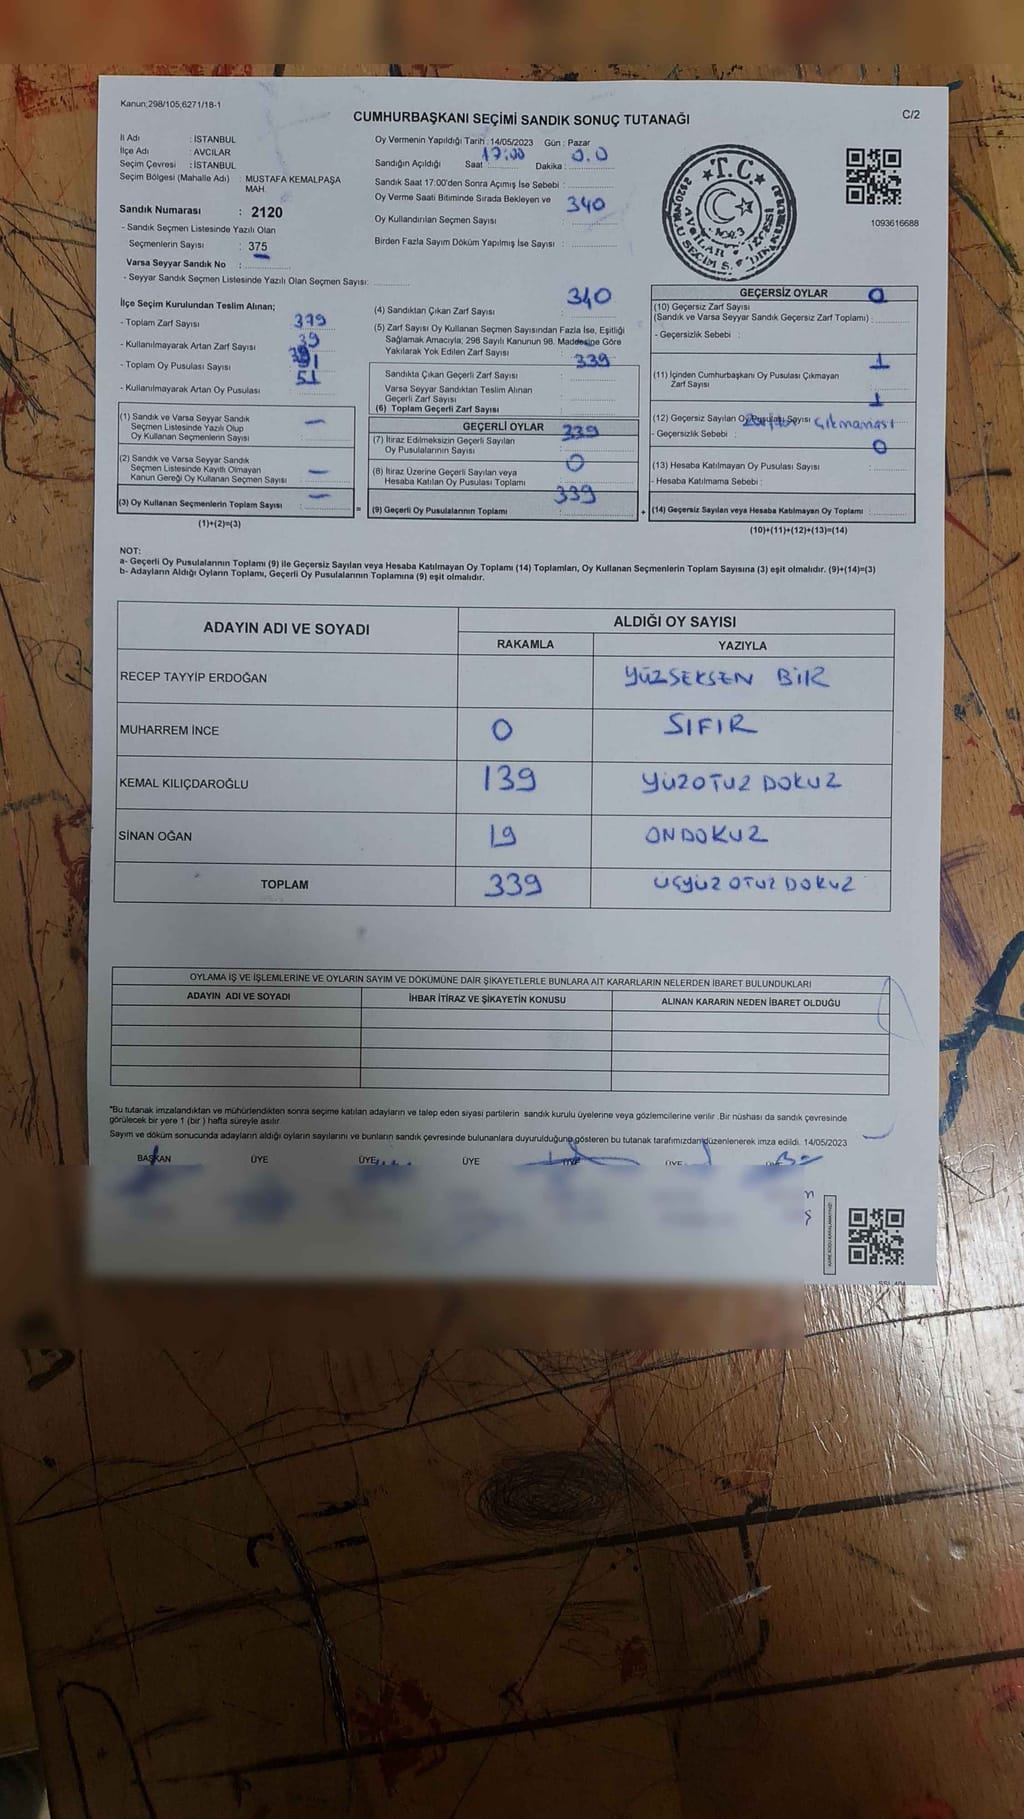 Kanun;298/105;6271/18-1
C/2
CUMHURBAŞKANI SEÇİMİ SANDIK SONUÇ TUTANAĞI
İl Adı : İSTANBUL
İlçe Adı : AVCILAR
Seçim Çevresi : İSTANBUL
Seçim Bölgesi (Mahalle Adı) : MUSTAFA KEMALPAŞA
MAH.
Sandık Numarası : 2120
- Sandık Seçmen Listesinde Yazılı Olan
Seçmenlerin Sayısı : 375
Varsa Seyyar Sandık No :
- Seyyar Sandık Seçmen Listesinde Yazılı Olan Seçmen Sayısı:
Oy Vermenin Yapıldığı Tarih : 14/05/2023 Gün : Pazar
Sandığın Açıldığı Saat : 17:00 Dakika : 0.0
Sandık Saat 17:00'den Sonra Açımış İse Sebebi :
Oy Verme Saati Bitiminde Sırada Bekleyen ve 340
Oy Kullandırılan Seçmen Sayısı :
Birden Fazla Sayım Döküm Yapılmış İse Sayısı :
T.C.
1093616688
İlçe Seçim Kurulundan Teslim Alınan;
- Toplam Zarf Sayısı 379
- Kullanılmayarak Artan Zarf Sayısı 39
- Toplam Oy Pusulası Sayısı
- Kullanılmayarak Artan Oy Pusulası 51
(1) Sandık ve Varsa Seyyar Sandık
Seçmen Listesinde Yazılı Olup
Oy Kullanan Seçmenlerin Sayısı : —
(2) Sandık ve Varsa Seyyar Sandık
Seçmen Listesinde Kayıtlı Olmayan
Kanun Gereği Oy Kullanan Seçmen Sayısı : —
(3) Oy Kullanan Seçmenlerin Toplam Sayısı : —
(1)+(2)=(3)
=
(4) Sandıktan Çıkan Zarf Sayısı : 340
(5) Zarf Sayısı Oy Kullanan Seçmen Sayısından Fazla İse, Eşitliği
Sağlamak Amacıyla, 298 Sayılı Kanunun 98. Maddesine Göre
Yakılarak Yok Edilen Zarf Sayısı :
Sandıkta Çıkan Geçerli Zarf Sayısı : 339
Varsa Seyyar Sandıktan Teslim Alınan
Geçerli Zarf Sayısı :
(6) Toplam Geçerli Zarf Sayısı :
GEÇERLİ OYLAR
(7) İtiraz Edilmeksizin Geçerli Sayılan 339
Oy Pusulalarının Sayısı
(8) İtiraz Üzerine Geçerli Sayılan veya 0
Hesaba Katılan Oy Pusulası Toplamı
(9) Geçerli Oy Pusulalarının Toplamı 339
+
GEÇERSİZ OYLAR
(10) Geçersiz Zarf Sayısı 0
(Sandık ve Varsa Seyyar Sandık Geçersiz Zarf Toplamı) :
- Geçersizlik Sebebi :
(11) İçinden Cumhurbaşkanı Oy Pusulası Çıkmayan 1
Zarf Sayısı
1
(12) Geçersiz Sayılan Oy Pusulası Sayısı çıkmaması
- Geçersizlik Sebebi :
0
(13) Hesaba Katılmayan Oy Pusulası Sayısı :
- Hesaba Katılmama Sebebi :
(14) Geçersiz Sayılan veya Hesaba Katılmayan Oy Toplamı :
(10)+(11)+(12)+(13)=(14)
NOT:
a- Geçerli Oy Pusulalarının Toplamı (9) ile Geçersiz Sayılan veya Hesaba Katılmayan Oy Toplamı (14) Toplamları, Oy Kullanan Seçmenlerin Toplam Sayısına (3) eşit olmalıdır. (9)+(14)=(3)
b- Adayların Aldığı Oyların Toplamı, Geçerli Oy Pusulalarının Toplamına (9) eşit olmalıdır.
ADAYIN ADI VE SOYADI ALDIĞI OY SAYISI
RAKAMLA YAZIYLA
RECEP TAYYİP ERDOĞAN YÜZSEKSEN BİR
MUHARREM İNCE 0 SIFIR
KEMAL KILIÇDAROĞLU 139 YÜZOTUZ DOKUZ
SİNAN OĞAN 19 ONDOKUZ
TOPLAM 339 ÜÇYÜZ OTUZ DOKUZ
OYLAMA İŞ VE İŞLEMLERİNE VE OYLARIN SAYIM VE DÖKÜMÜNE DAİR ŞİKAYETLERLE BUNLARA AİT KARARLARIN NELERDEN İBARET BULUNDUKLARI
ADAYIN ADI VE SOYADI İHBAR İTİRAZ VE ŞİKAYETİN KONUSU ALINAN KARARIN NEDEN İBARET OLDUĞU
*Bu tutanak imzalandıktan ve mühürlendikten sonra seçime katılan adayların ve talep eden siyasi partilerin sandık kurulu üyelerine veya gözlemcilerine verilir .Bir nüshası da sandık çevresinde
görülecek bir yere 1 (bir ) hafta süreyle asılır.
Sayım ve döküm sonucunda adayların aldığı oyların sayılarını ve bunların sandık çevresinde bulunanlara duyurulduğunu gösteren bu tutanak tarafımızdan düzenlenerek imza edildi. 14/05/2023
BAŞKAN ÜYE ÜYE ÜYE ÜYE ÜYE